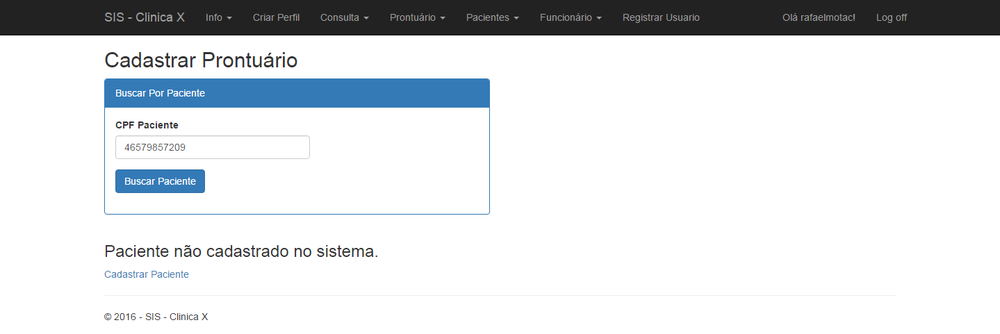 SIS - Clinica X Info Criar Perfil Consulta Prontuário Pacientes Funcionário Registrar Usuario Olá rafaelmotac! Log off
Cadastrar Prontuário
Buscar Por Paciente
CPF Paciente
46579857209
Buscar Paciente
Paciente não cadastrado no sistema.
Cadastrar Paciente
© 2016 - SIS - Clinica X